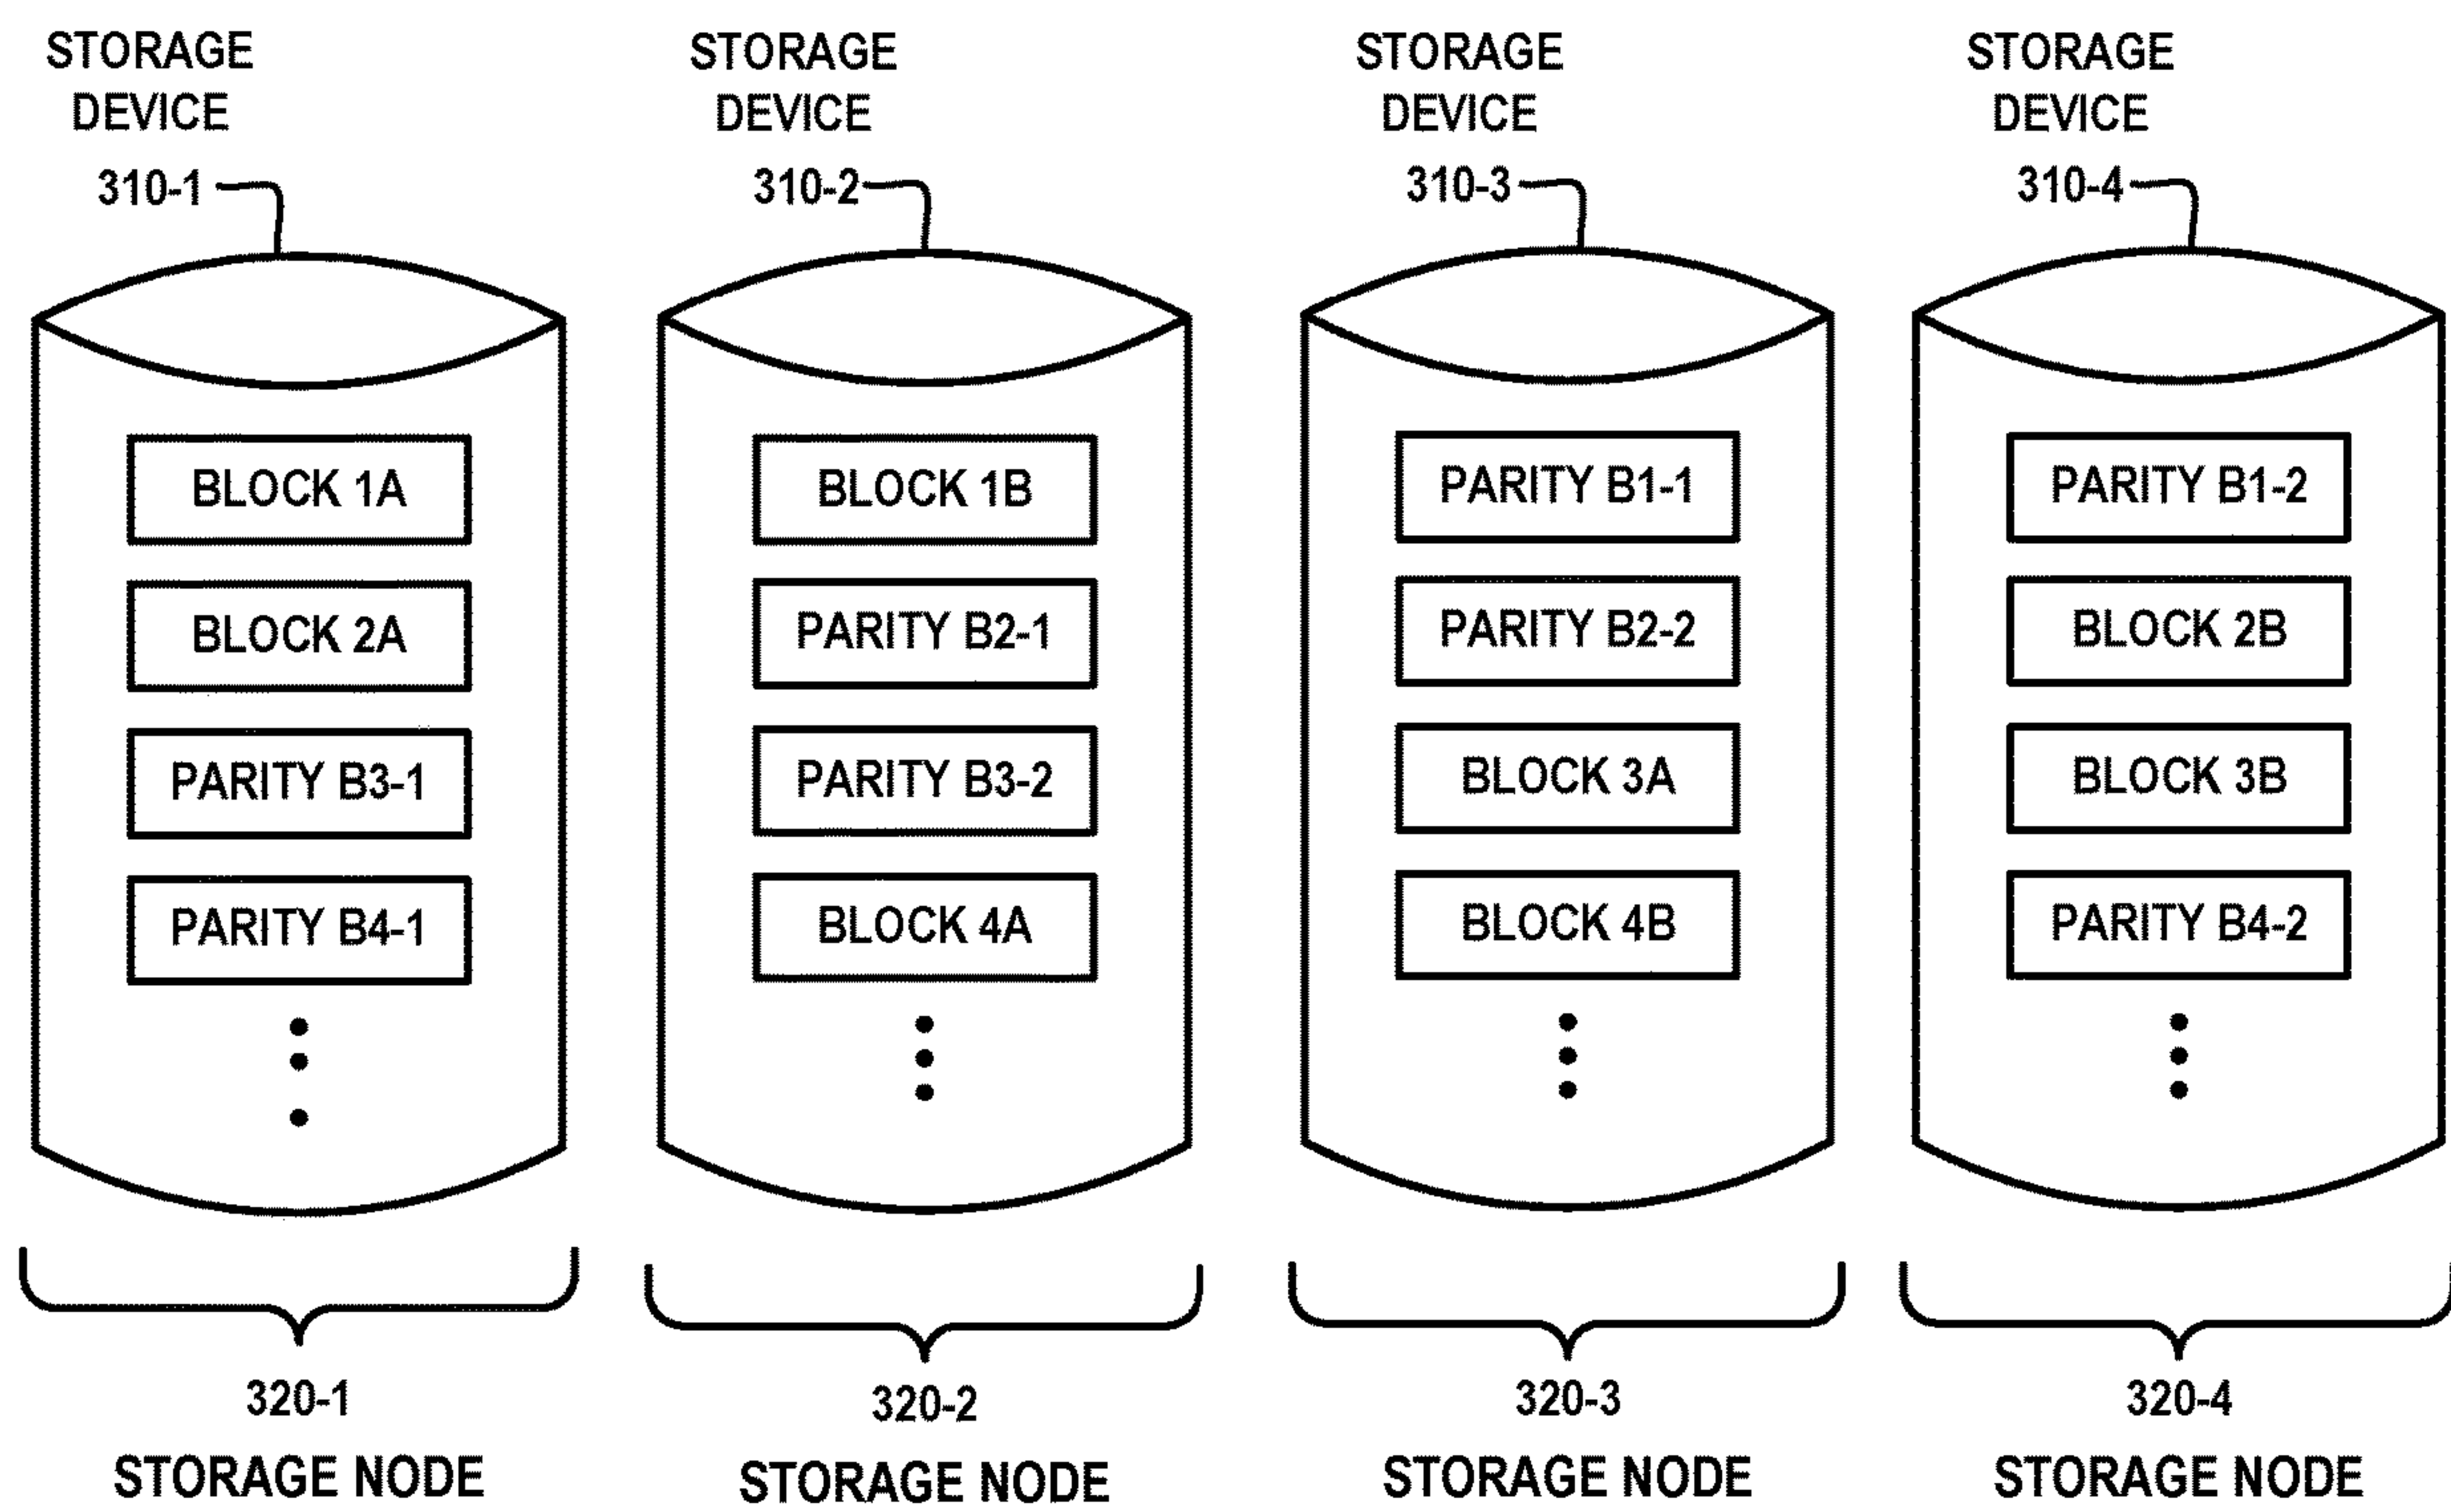 STORAGE
DEVICE
310-1
STORAGE
DEVICE
310-2
STORAGE
DEVICE
310-3
STORAGE
DEVICE
310-4
BLOCK 1A
BLOCK 2A
PARITY B3-1
PARITY B4-1
BLOCK 1B
PARITY B2-1
PARITY B3-2
BLOCK 4A
PARITY B1-1
PARITY B2-2
BLOCK 3A
BLOCK 4B
PARITY B1-2
BLOCK 2B
BLOCK 3B
PARITY B4-2
320-1
STORAGE NODE
320-2
STORAGE NODE
320-3
STORAGE NODE
320-4
STORAGE NODE